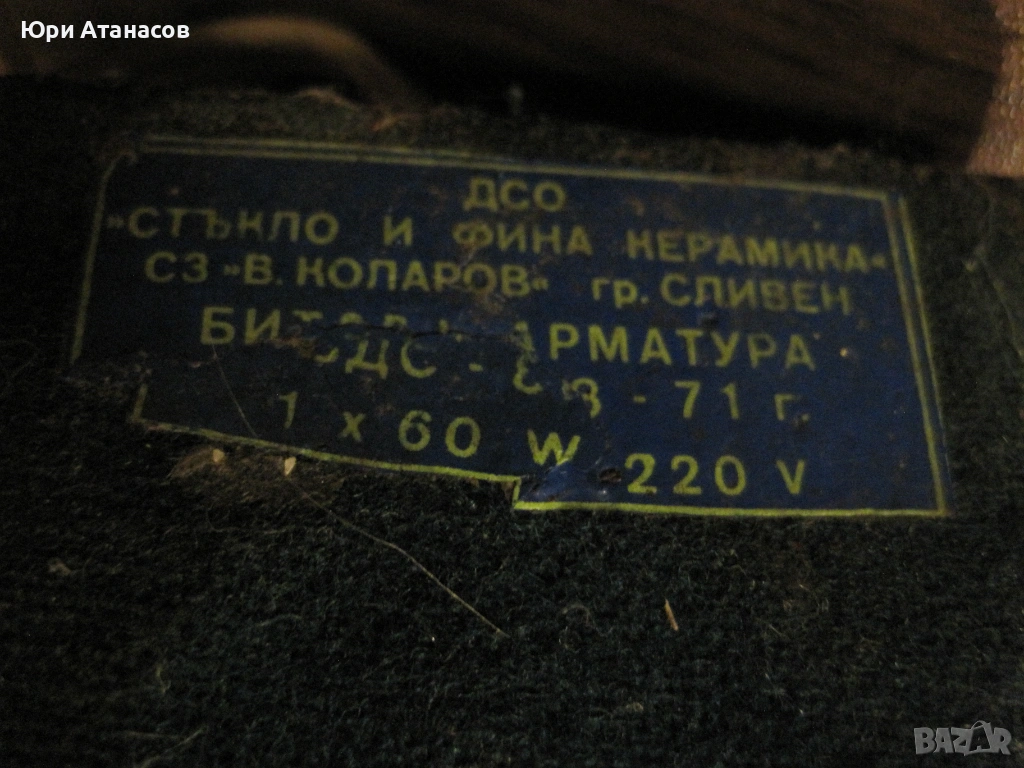 Юри Атанасов
ДСО
"СТЪКЛО И ФИНА КЕРАМИКА"
СЗ "В. КОЛАРОВ" гр. СЛИВЕН
АРМАТУРА
- 71 г.
1 x 60 W 220 V
BAZAR